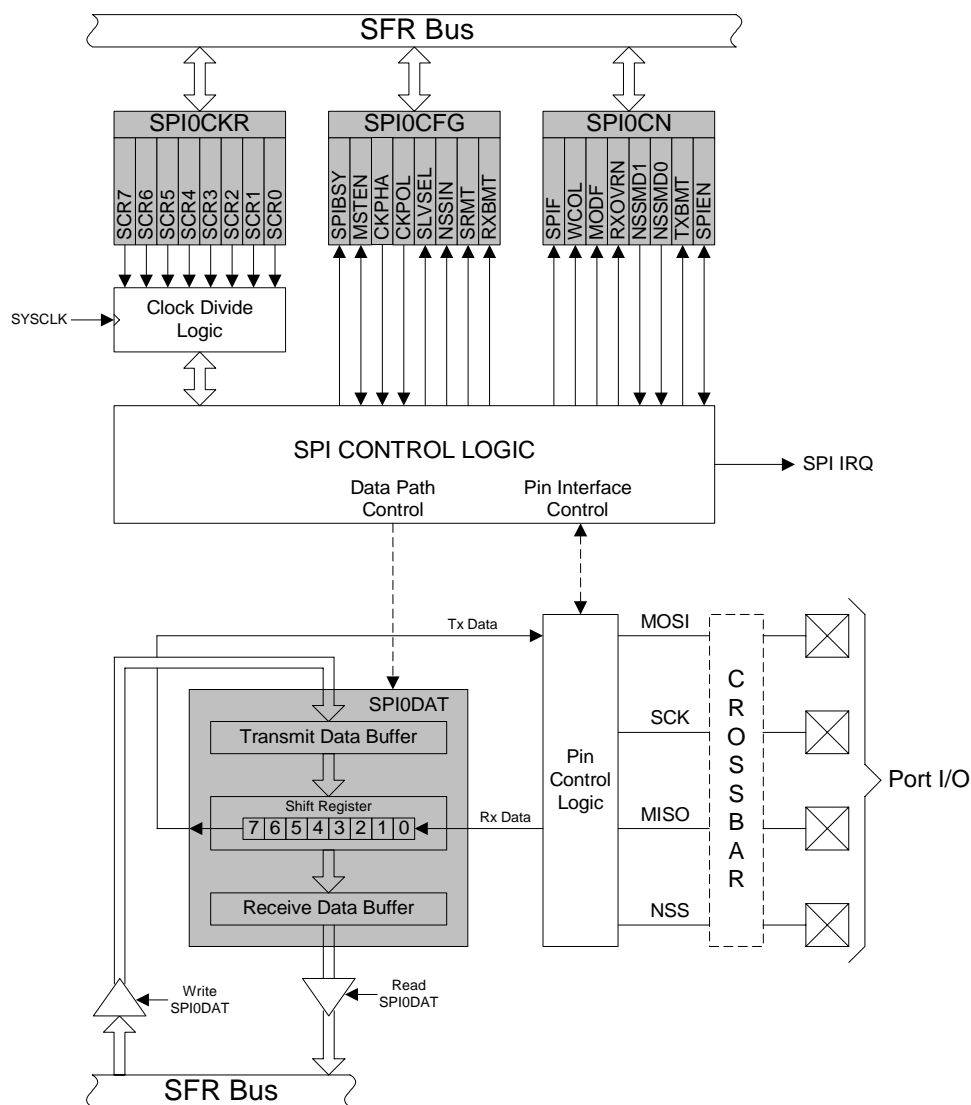 SFR Bus
SPI0CKR
SPI0CFG
SPI0CN
SCR7
SCR6
SCR5
SCR4
SCR3
SCR2
SCR1
SCR0
SPIBSY
MSTEN
CKPHA
CKPOL
SLVSEL
NSSIN
SRMT
RXBMT
SPIF
WCOL
MODF
RXOVRN
NSSMD1
NSSMD0
TXBMT
SPIEN
SYSCLK
Clock Divide
Logic
SPI CONTROL LOGIC
SPI IRQ
Data Path
Control
Pin Interface
Control
Tx Data
MOSI
SPI0DAT
Transmit Data Buffer
SCK
Shift Register
7 6 5 4 3 2 1 0
Rx Data
Pin
Control
Logic
MISO
Receive Data Buffer
NSS
CROSSBAR
Port I/O
Write
SPI0DAT
Read
SPI0DAT
SFR Bus